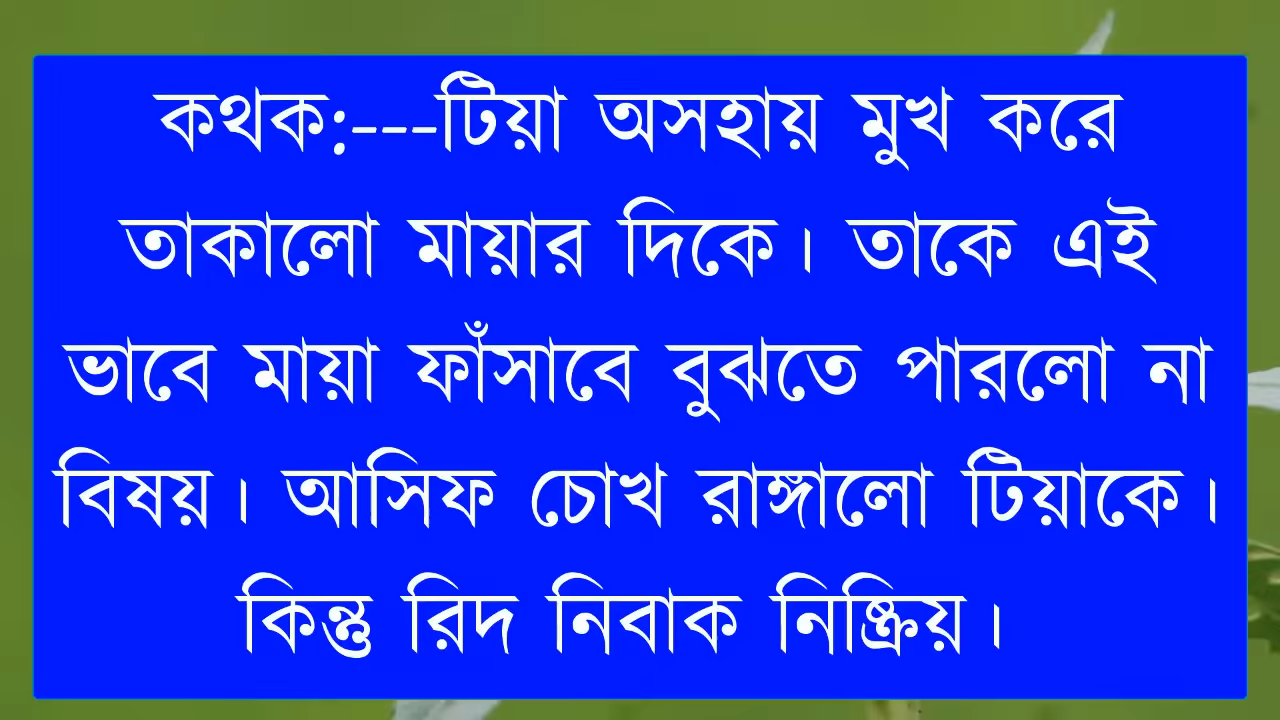 কথক:---টিয়া অসহায় মুখ করে
তাকালো মায়ার দিকে। তাকে এই
ভাবে মায়া ফাঁসাবে বুঝতে পারলো না
বিষয়। আসিফ চোখ রাঙ্গালো টিয়াকে।
কিন্তু রিদ নিবাক নিষ্ক্রিয়।